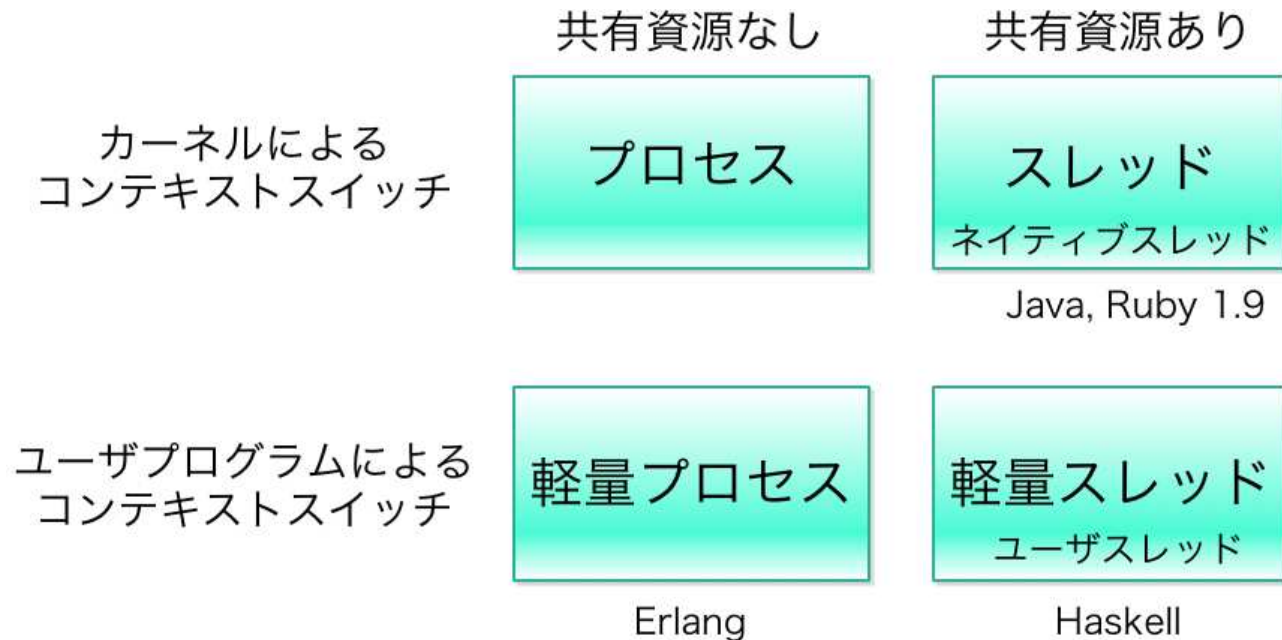 共有資源なし
共有資源あり
カーネルによる
コンテキストスイッチ
プロセス
スレッド
ネイティブスレッド
Java, Ruby 1.9
ユーザプログラムによる
コンテキストスイッチ
軽量プロセス
軽量スレッド
ユーザスレッド
Erlang
Haskell